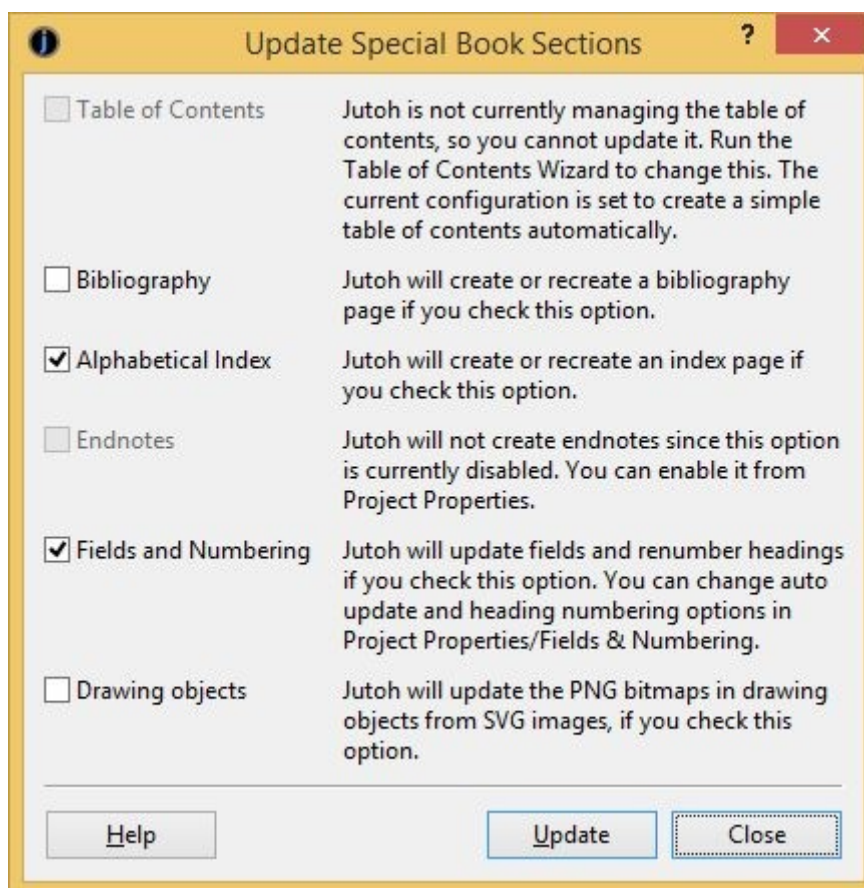 Update Special Book Sections
?
×
Table of Contents
Jutoh is not currently managing the table of
contents, so you cannot update it. Run the
Table of Contents Wizard to change this. The
current configuration is set to create a simple
table of contents automatically.
Bibliography
Jutoh will create or recreate a bibliography
page if you check this option.
Alphabetical Index
Jutoh will create or recreate an index page if
you check this option.
Endnotes
Jutoh will not create endnotes since this option
is currently disabled. You can enable it from
Project Properties.
Fields and Numbering
Jutoh will update fields and renumber headings
if you check this option. You can change auto
update and heading numbering options in
Project Properties/Fields & Numbering.
Drawing objects
Jutoh will update the PNG bitmaps in drawing
objects from SVG images, if you check this
option.
Help
Update
Close